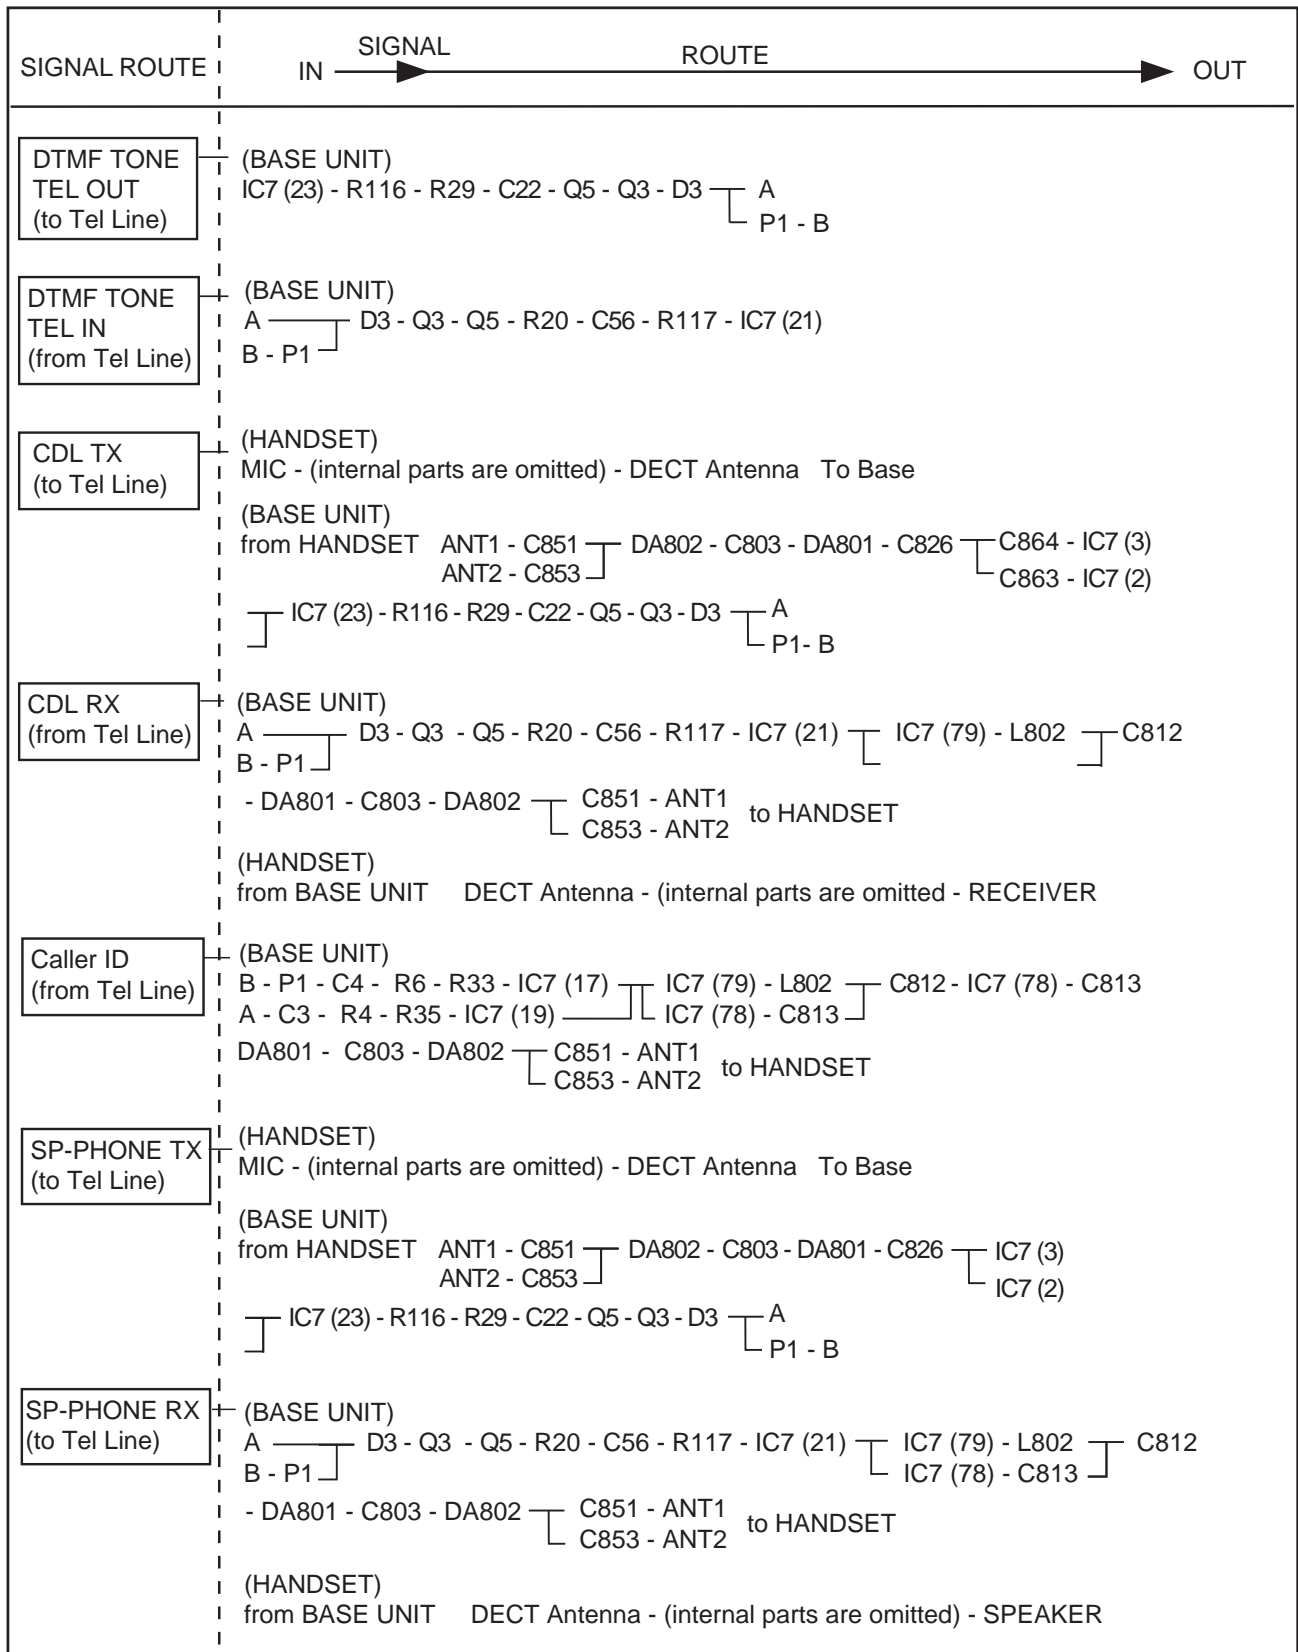 SIGNAL ROUTE IN SIGNAL ROUTE OUT
DTMF TONE
TEL OUT
(to Tel Line)
(BASE UNIT)
IC7 (23) - R116 - R29 - C22 - Q5 - Q3 - D3 A
P1 - B
DTMF TONE
TEL IN
(from Tel Line)
(BASE UNIT)
A D3 - Q3 - Q5 - R20 - C56 - R117 - IC7 (21)
B - P1
CDL TX
(to Tel Line)
(HANDSET)
MIC - (internal parts are omitted) - DECT Antenna To Base
(BASE UNIT)
from HANDSET ANT1 - C851 DA802 - C803 - DA801 - C826 C864 - IC7 (3)
ANT2 - C853 C863 - IC7 (2)
IC7 (23) - R116 - R29 - C22 - Q5 - Q3 - D3 A
P1- B
CDL RX
(from Tel Line)
(BASE UNIT)
A D3 - Q3 - Q5 - R20 - C56 - R117 - IC7 (21) IC7 (79) - L802 C812
B - P1
- DA801 - C803 - DA802 C851 - ANT1 to HANDSET
C853 - ANT2
(HANDSET)
from BASE UNIT DECT Antenna - (internal parts are omitted - RECEIVER
Caller ID
(from Tel Line)
(BASE UNIT)
B - P1 - C4 - R6 - R33 - IC7 (17) IC7 (79) - L802 C812 - IC7 (78) - C813
A - C3 - R4 - R35 - IC7 (19) IC7 (78) - C813
DA801 - C803 - DA802 C851 - ANT1 to HANDSET
C853 - ANT2
SP-PHONE TX
(to Tel Line)
(HANDSET)
MIC - (internal parts are omitted) - DECT Antenna To Base
(BASE UNIT)
from HANDSET ANT1 - C851 DA802 - C803 - DA801 - C826 IC7 (3)
ANT2 - C853 IC7 (2)
IC7 (23) - R116 - R29 - C22 - Q5 - Q3 - D3 A
P1 - B
SP-PHONE RX
(to Tel Line)
(BASE UNIT)
A D3 - Q3 - Q5 - R20 - C56 - R117 - IC7 (21) IC7 (79) - L802 C812
B - P1 IC7 (78) - C813
- DA801 - C803 - DA802 C851 - ANT1 to HANDSET
C853 - ANT2
(HANDSET)
from BASE UNIT DECT Antenna - (internal parts are omitted) - SPEAKER